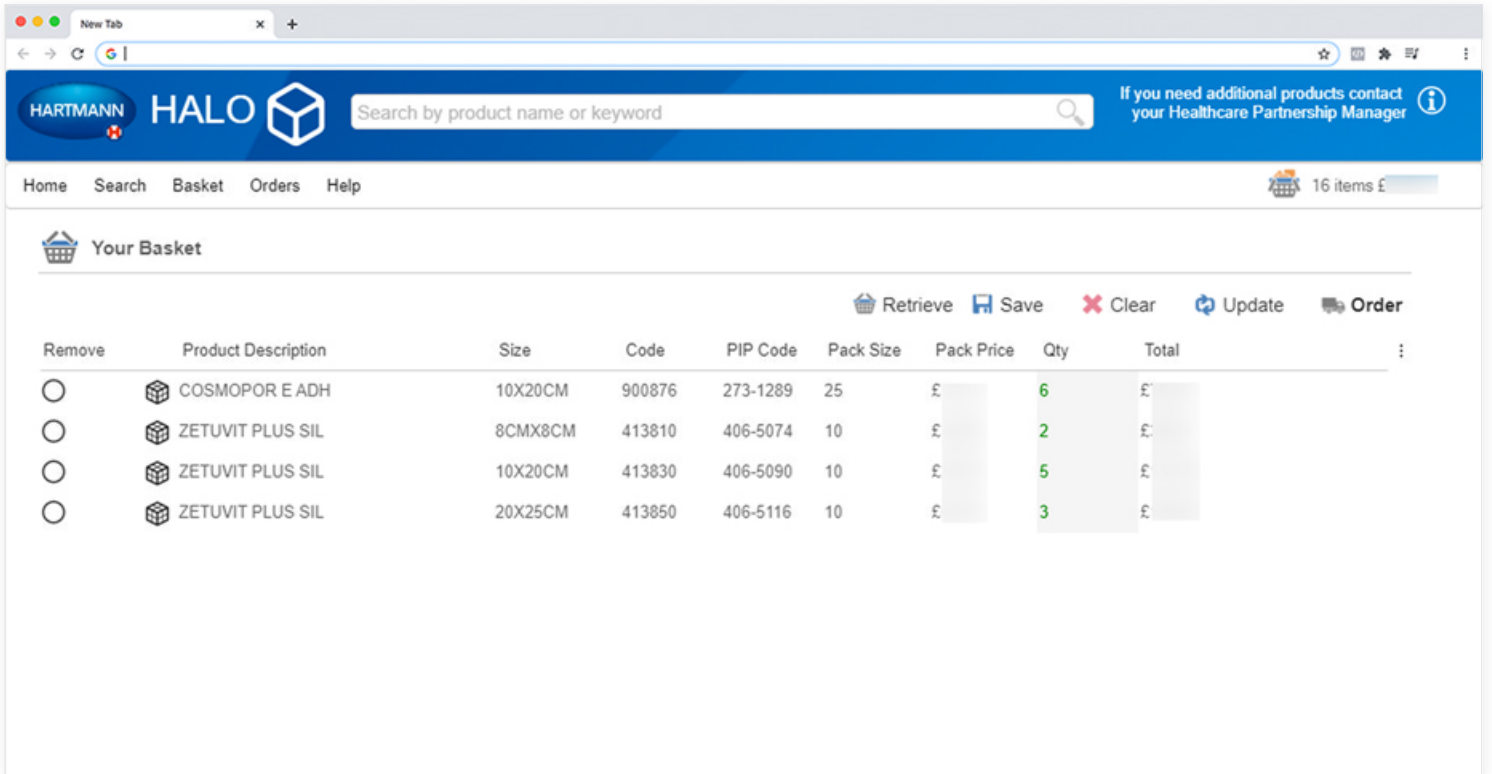 New Tab
HARTMANN HALO Search by product name or keyword
If you need additional products contact
your Healthcare Partnership Manager
Home Search Basket Orders Help 16 items £
Your Basket
Retrieve Save Clear Update Order
Remove Product Description Size Code PIP Code Pack Size Pack Price Qty Total
COSMOPOR E ADH 10X20CM 900876 273-1289 25 £ 6 £
ZETUVIT PLUS SIL 8CMX8CM 413810 406-5074 10 £ 2 £
ZETUVIT PLUS SIL 10X20CM 413830 406-5090 10 £ 5 £
ZETUVIT PLUS SIL 20X25CM 413850 406-5116 10 £ 3 £